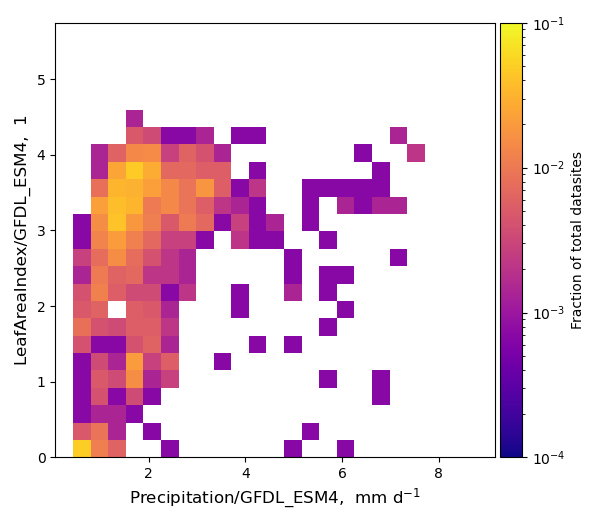 10⁻¹
10⁻²
10⁻³
10⁻⁴
Fraction of total datasites
5
4
3
2
1
0
LeafAreaIndex/GFDL_ESM4, 1
2 4 6 8
Precipitation/GFDL_ESM4, mm d⁻¹